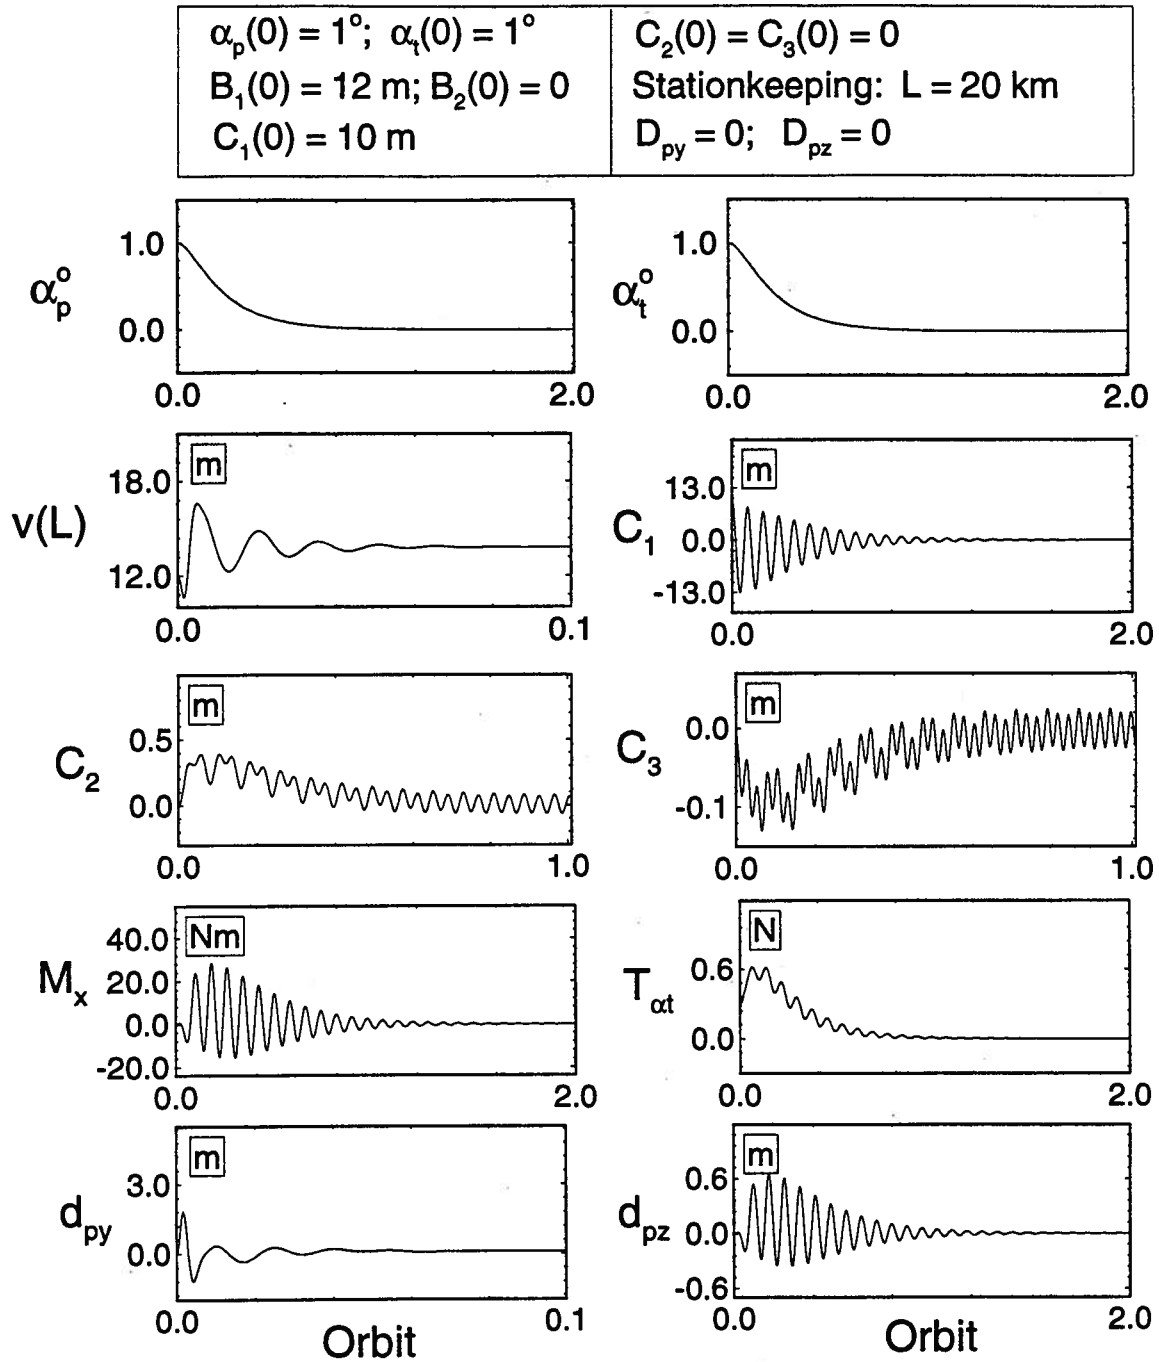 αₚ(0) = 1°; αₜ(0) = 1°
B₁(0) = 12 m; B₂(0) = 0
C₁(0) = 10 m
C₂(0) = C₃(0) = 0
Stationkeeping: L = 20 km
D_py = 0; D_pz = 0
αₚ°
1.0
0.0
0.0 2.0
αₜ°
1.0
0.0
0.0 2.0
v(L)
m
18.0
12.0
0.0 0.1
C₁
m
13.0
0.0
-13.0
0.0 2.0
C₂
m
0.5
0.0
0.0 1.0
C₃
m
0.0
-0.1
0.0 1.0
Mₓ
Nm
40.0
20.0
0.0
-20.0
0.0 2.0
T_αt
N
0.6
0.0
0.0 2.0
d_py
m
3.0
0.0
0.0 0.1
Orbit
d_pz
m
0.6
0.0
-0.6
0.0 2.0
Orbit